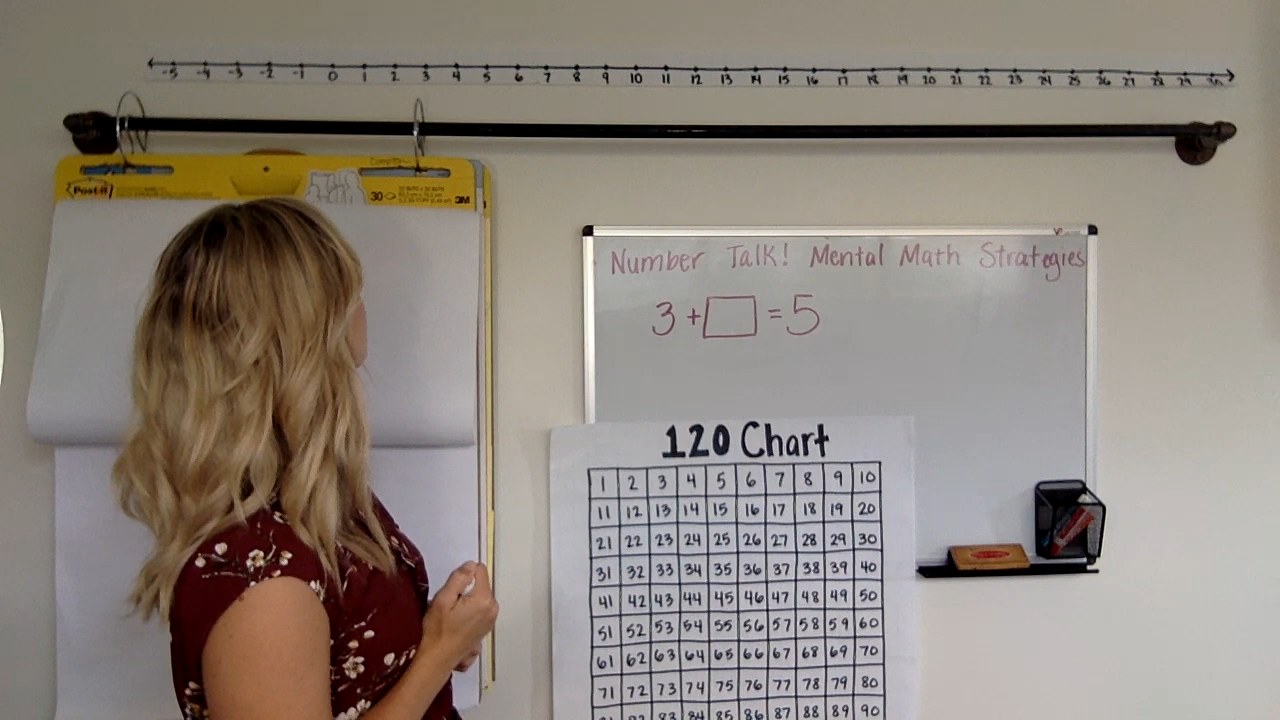 -5 -4 -3 -2 -1 0 1 2 3 4 5 6 7 8 9 10 11 12 13 14 15 16 17 18 19 20 21 22 23 24 25 26 27 28 29 30
Post-it
30
3M
Number Talk! Mental Math Strategies
3 + □ = 5
120 Chart
1 2 3 4 5 6 7 8 9 10
11 12 13 14 15 16 17 18 19 20
21 22 23 24 25 26 27 28 29 30
31 32 33 34 35 36 37 38 39 40
41 42 43 44 45 46 47 48 49 50
51 52 53 54 55 56 57 58 59 60
61 62 63 64 65 66 67 68 69 70
71 72 73 74 75 76 77 78 79 80
81 82 83 84 85 86 87 88 89 90